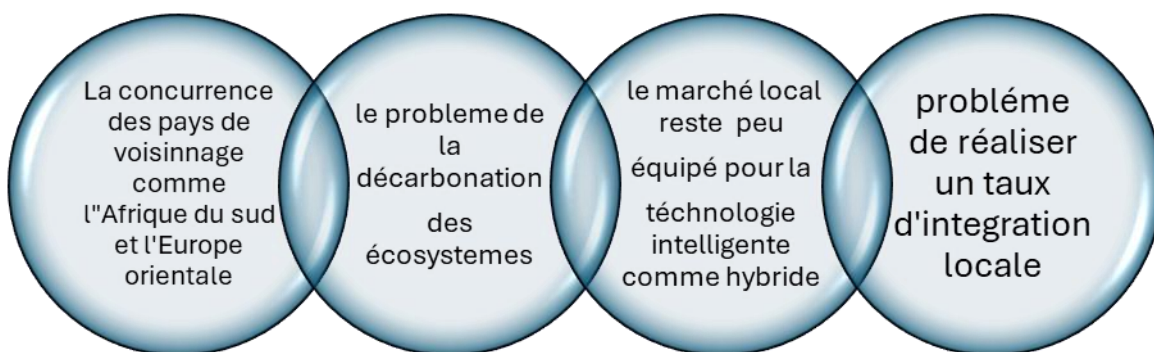 La concurrence
des pays de
voisinnage
comme
l"Afrique du sud
et l'Europe
orientale
le probleme de
la
décarbonation
des
écosystemes
le marché local
reste peu
équipé pour la
téchnologie
intelligente
comme hybride
probléme
de réaliser
un taux
d'integration
locale